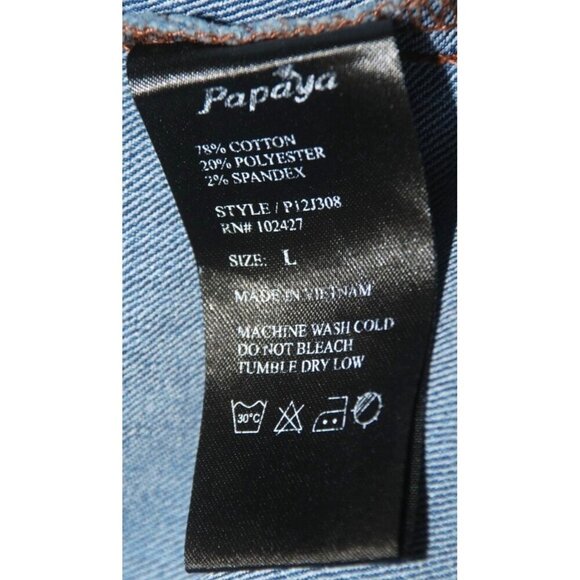 Papaya
78% COTTON
20% POLYESTER
2% SPANDEX
STYLE / P12J308
RN# 102427
SIZE: L
MADE IN VIETNAM
MACHINE WASH COLD
DO NOT BLEACH
TUMBLE DRY LOW
30°C